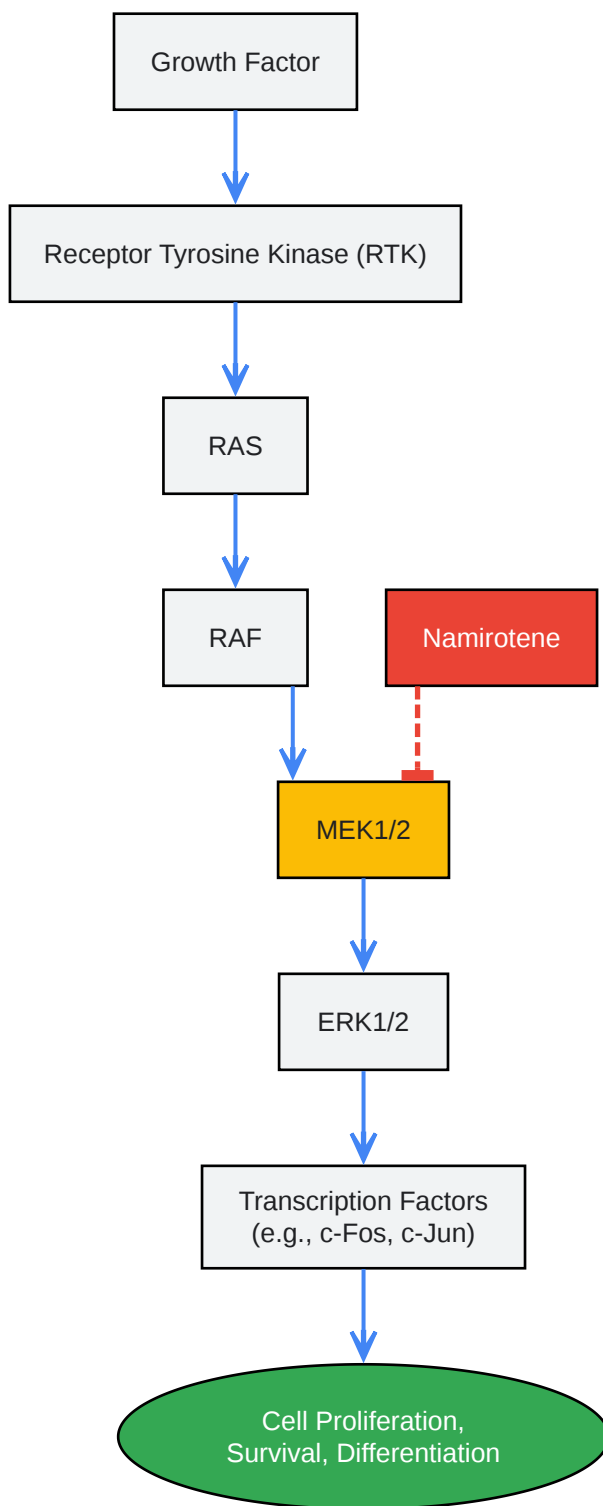 Growth Factor
Receptor Tyrosine Kinase (RTK)
RAS
RAF
Namirotene
MEK1/2
ERK1/2
Transcription Factors
(e.g., c-Fos, c-Jun)
Cell Proliferation,
Survival, Differentiation